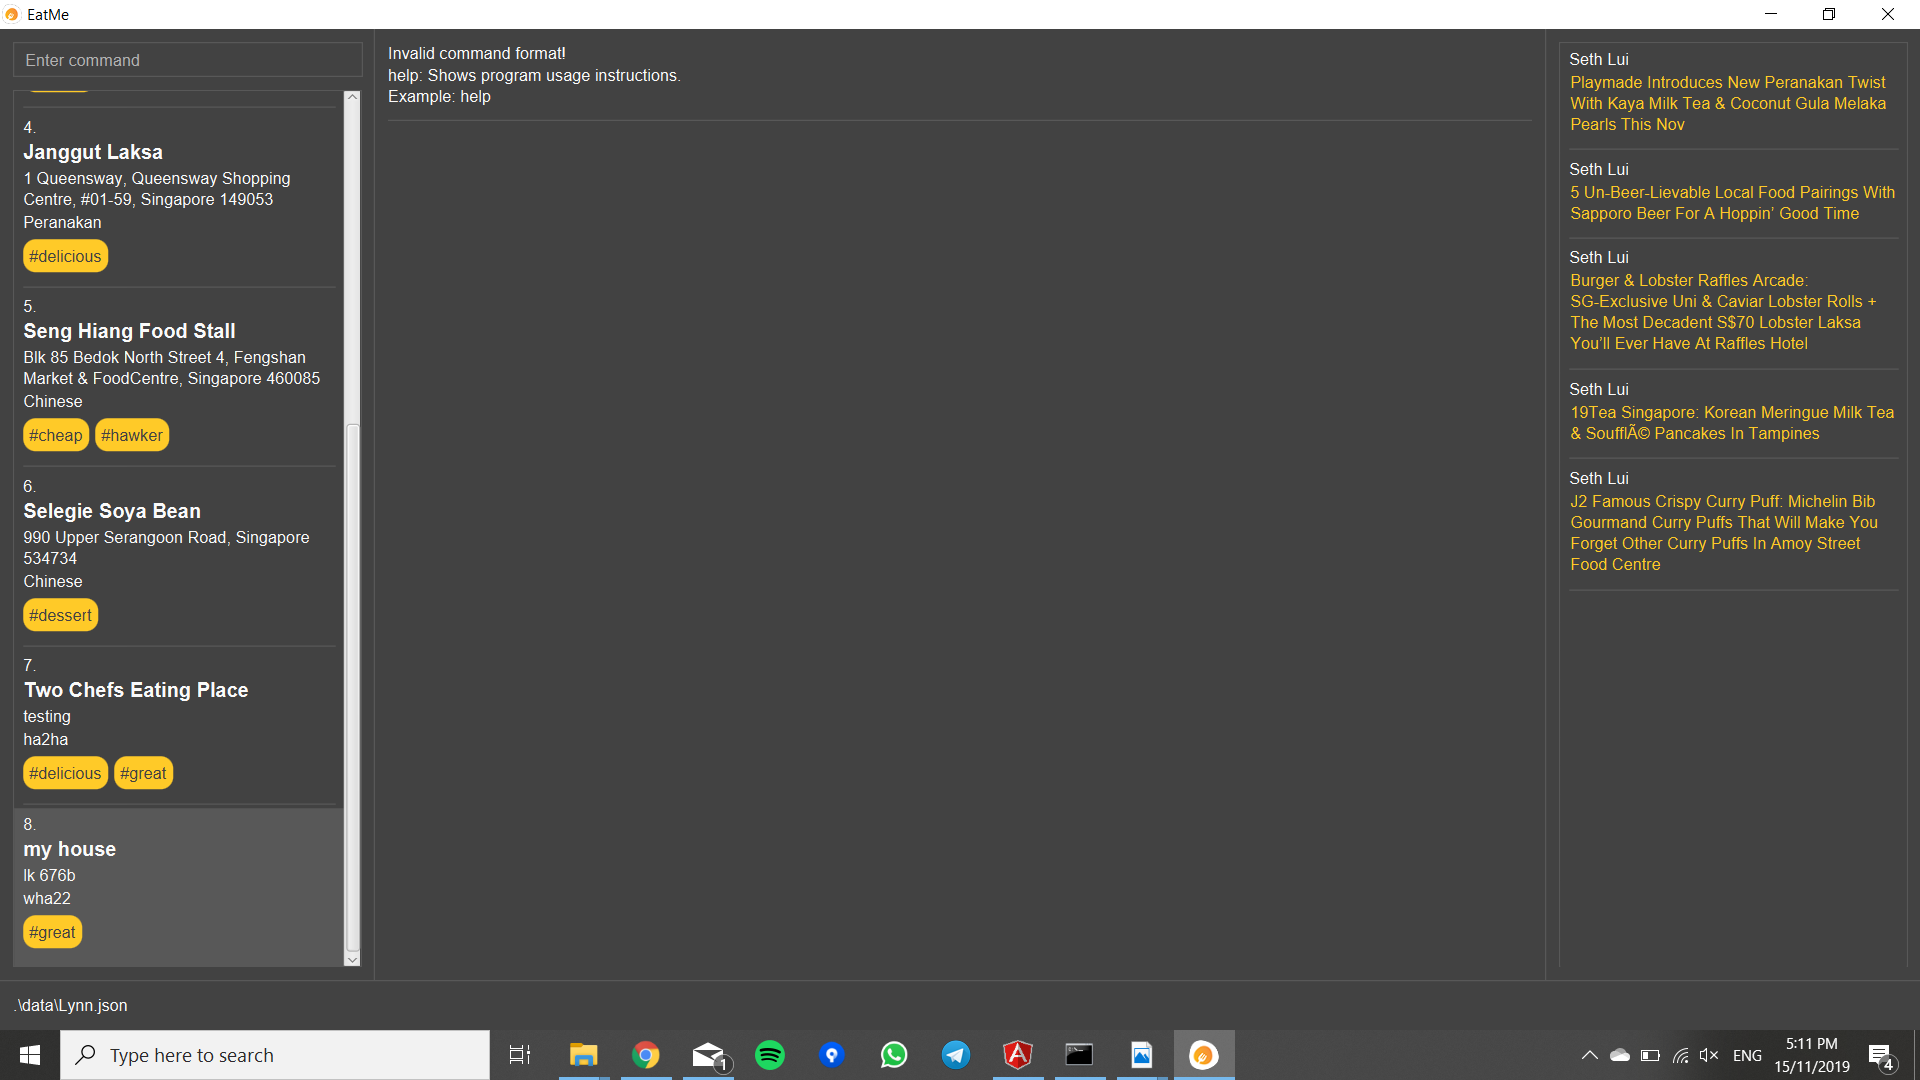 EatMe
Enter command
4.
Janggut Laksa
1 Queensway, Queensway Shopping
Centre, #01-59, Singapore 149053
Peranakan
#delicious
5.
Seng Hiang Food Stall
Blk 85 Bedok North Street 4, Fengshan
Market & FoodCentre, Singapore 460085
Chinese
#cheap #hawker
6.
Selegie Soya Bean
990 Upper Serangoon Road, Singapore
534734
Chinese
#dessert
7.
Two Chefs Eating Place
testing
ha2ha
#delicious #great
8.
my house
lk 676b
wha22
#great
Invalid command format!
help: Shows program usage instructions.
Example: help
Seth Lui
Playmade Introduces New Peranakan Twist
With Kaya Milk Tea & Coconut Gula Melaka
Pearls This Nov
Seth Lui
5 Un-Beer-Lievable Local Food Pairings With
Sapporo Beer For A Hoppin’ Good Time
Seth Lui
Burger & Lobster Raffles Arcade:
SG-Exclusive Uni & Caviar Lobster Rolls +
The Most Decadent S$70 Lobster Laksa
You’ll Ever Have At Raffles Hotel
Seth Lui
19Tea Singapore: Korean Meringue Milk Tea
& SoufflÃ© Pancakes In Tampines
Seth Lui
J2 Famous Crispy Curry Puff: Michelin Bib
Gourmand Curry Puffs That Will Make You
Forget Other Curry Puffs In Amoy Street
Food Centre
.\data\Lynn.json
Type here to search
1
ENG
5:11 PM
15/11/2019
4